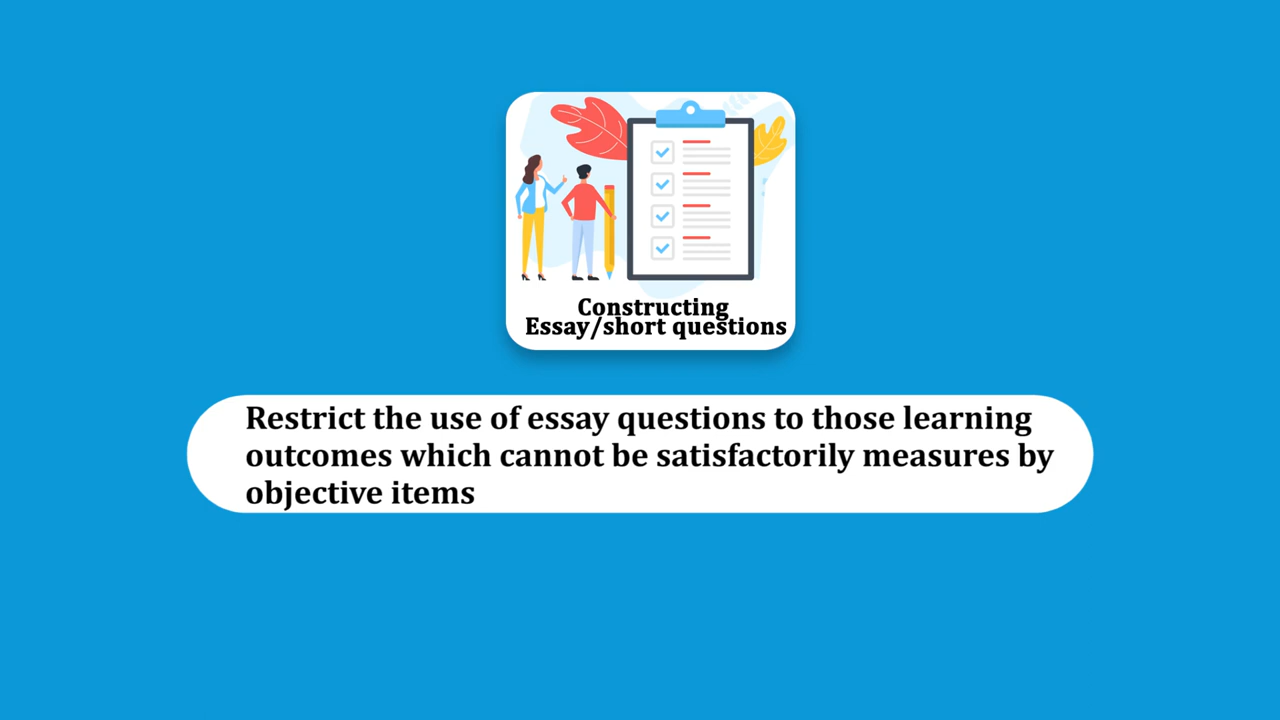 Constructing
Essay/short questions
Restrict the use of essay questions to those learning
outcomes which cannot be satisfactorily measures by
objective items